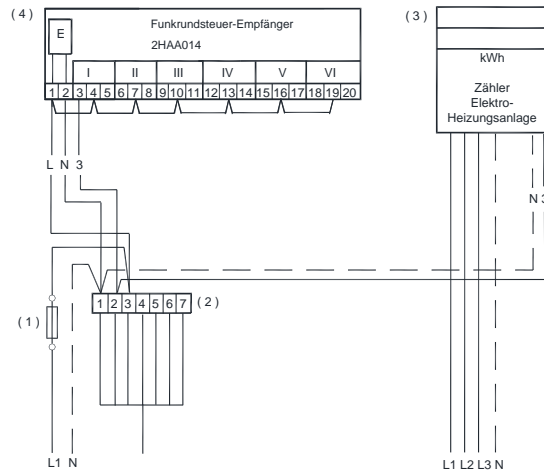 ( 4 )
Funkrundsteuer-Empfänger
( 3 )
E
2HAA014
kWh
I II III IV V VI
Zähler
1 2 3 4 5 6 7 8 9 10 11 12 13 14 15 16 17 18 19 20
Elektro-
Heizungsanlage
L N 3
N 3
1 2 3 4 5 6 7
( 2 )
( 1 )
L1 N
L1 L2 L3 N